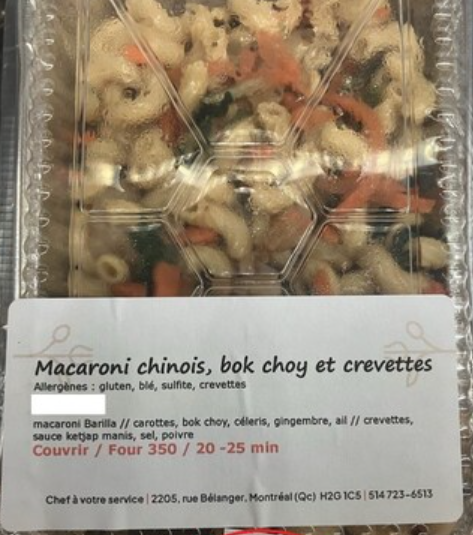 Macaroni chinois, bok choy et crevettes
Allergènes : gluten, blé, sulfite, crevettes
macaroni Barilla // carottes, bok choy, céleris, gingembre, ail // crevettes,
sauce ketjap manis, sel, poivre
Couvrir / Four 350 / 20 -25 min
Chef à votre service | 2205, rue Bélanger, Montréal (Qc) H2G 1C5 | 514 723-6513